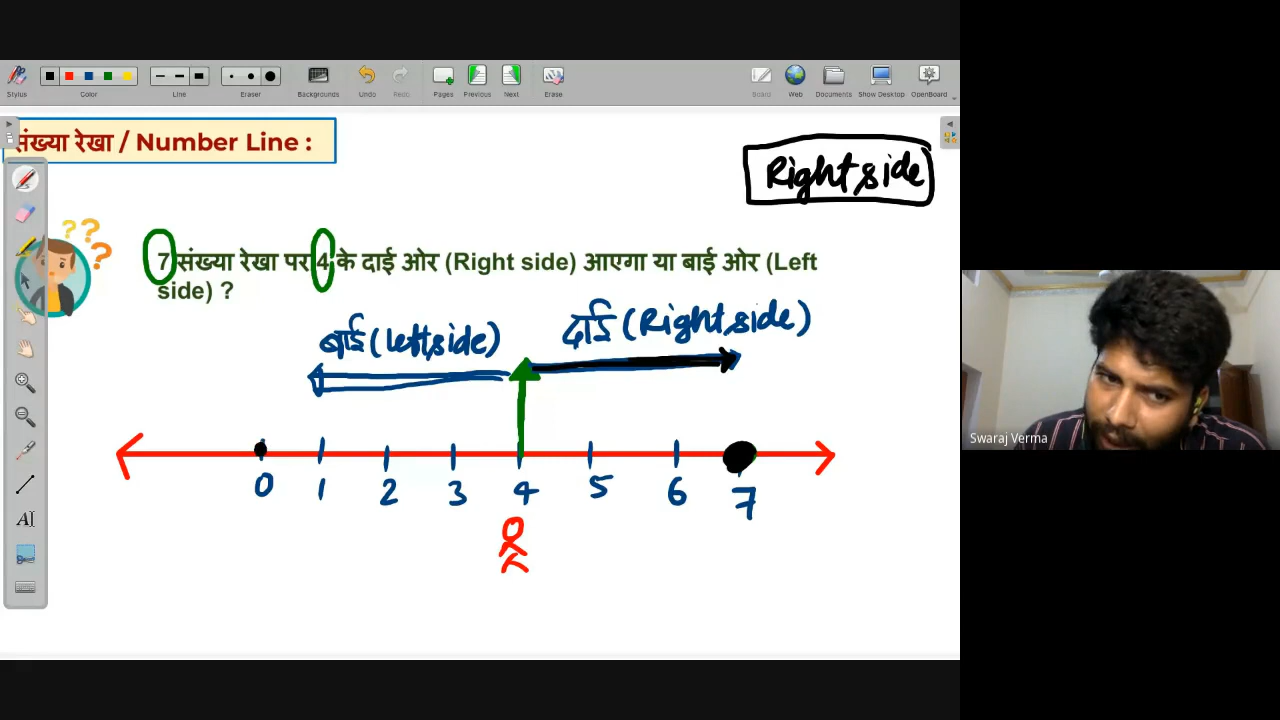 Stylus Color Line Eraser Backgrounds Undo Redo Pages Previous Next Erase Board Web Documents Show Desktop OpenBoard
संख्या रेखा / Number Line :
Right side
7 संख्या रेखा पर 4 के दाई ओर (Right side) आएगा या बाई ओर (Left
side) ?
बाई (left side) दाई (Right side)
0 1 2 3 4 5 6 7
Swaraj Verma